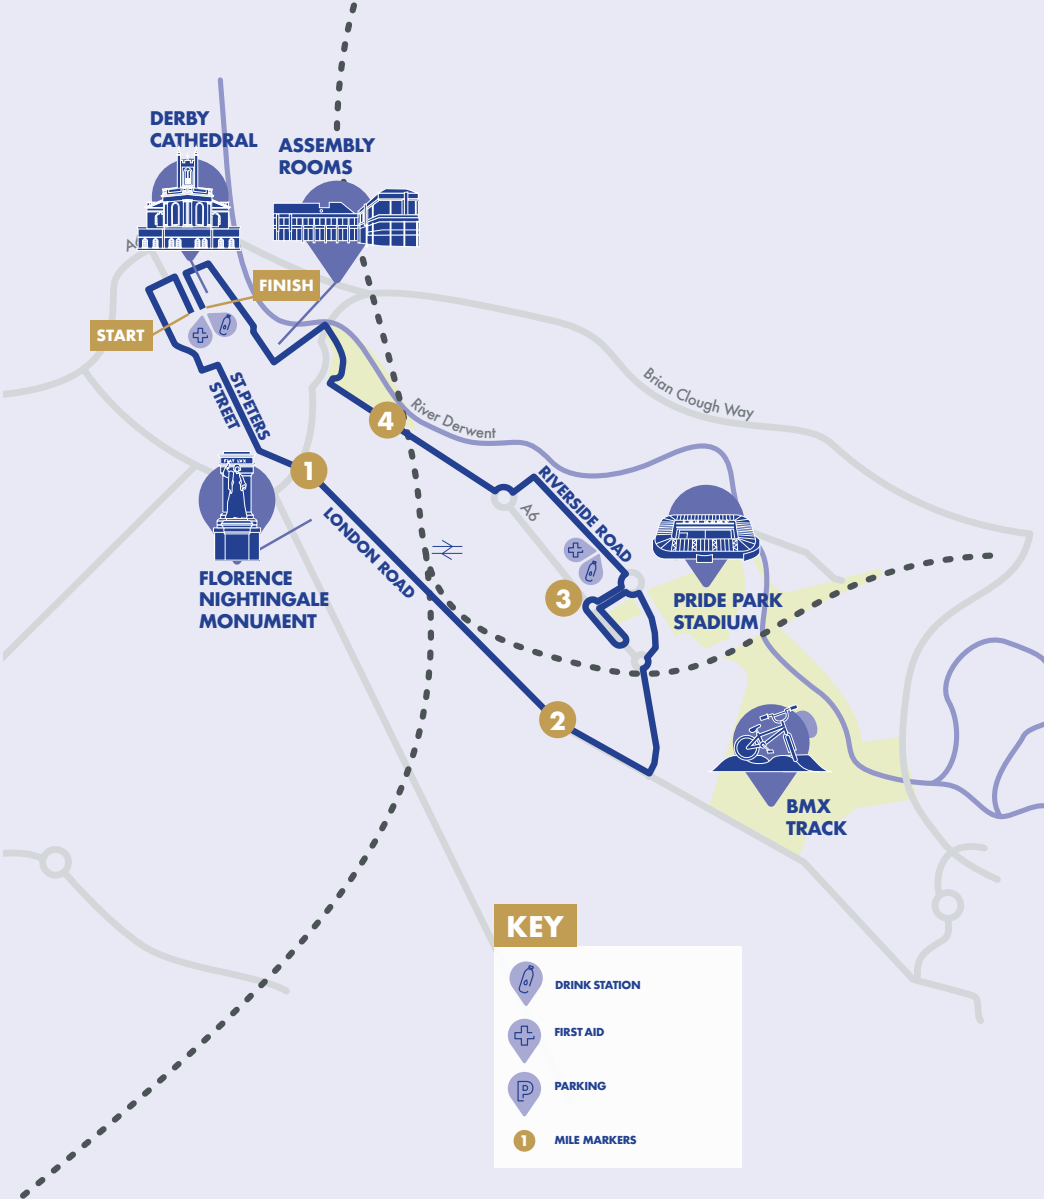 DERBY
CATHEDRAL
ASSEMBLY
ROOMS
FINISH
START
ST.PETERS
STREET
Brian Clough Way
River Derwent
4
1
RIVERSIDE ROAD
A6
LONDON ROAD
FLORENCE
NIGHTINGALE
MONUMENT
3
PRIDE PARK
STADIUM
2
BMX
TRACK
KEY
DRINK STATION
FIRST AID
P
PARKING
1
MILE MARKERS